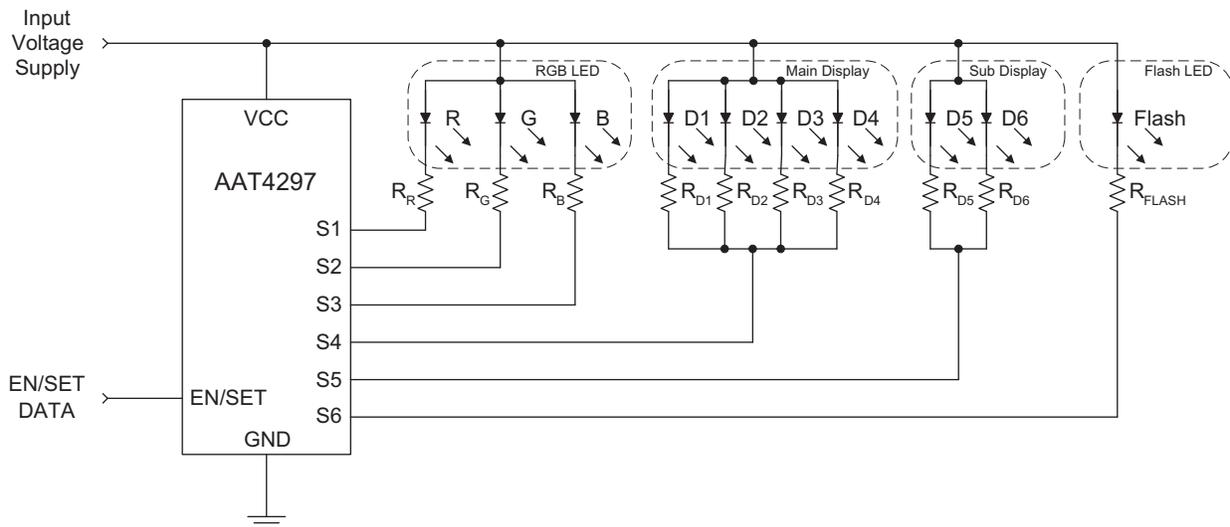 Input
Voltage
Supply
RGB LED
Main Display
Sub Display
Flash LED
VCC
R
G
B
D1
D2
D3
D4
D5
D6
Flash
AAT4297
RR
RG
RB
RD1
RD2
RD3
RD4
RD5
RD6
RFLASH
S1
S2
S3
S4
S5
S6
EN/SET
DATA
EN/SET
GND